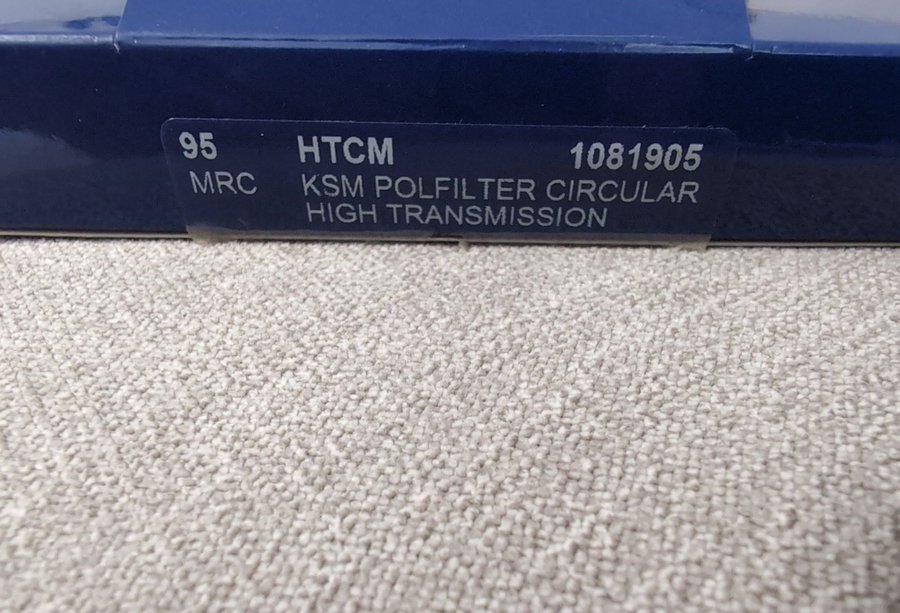 95 HTCM 1081905
MRC KSM POLFILTER CIRCULAR
HIGH TRANSMISSION